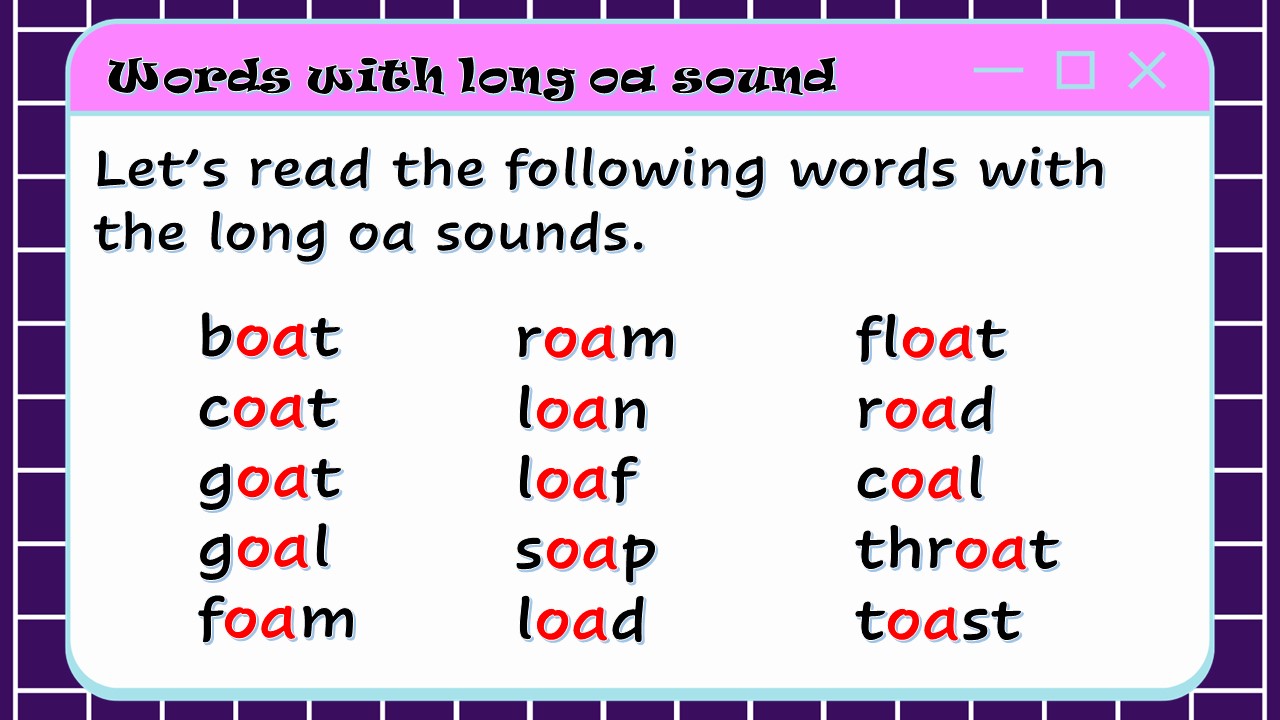 Words with long oa sound
Let’s read the following words with
the long oa sounds.
boat roam float
coat loan road
goat loaf coal
goal soap throat
foam load toast